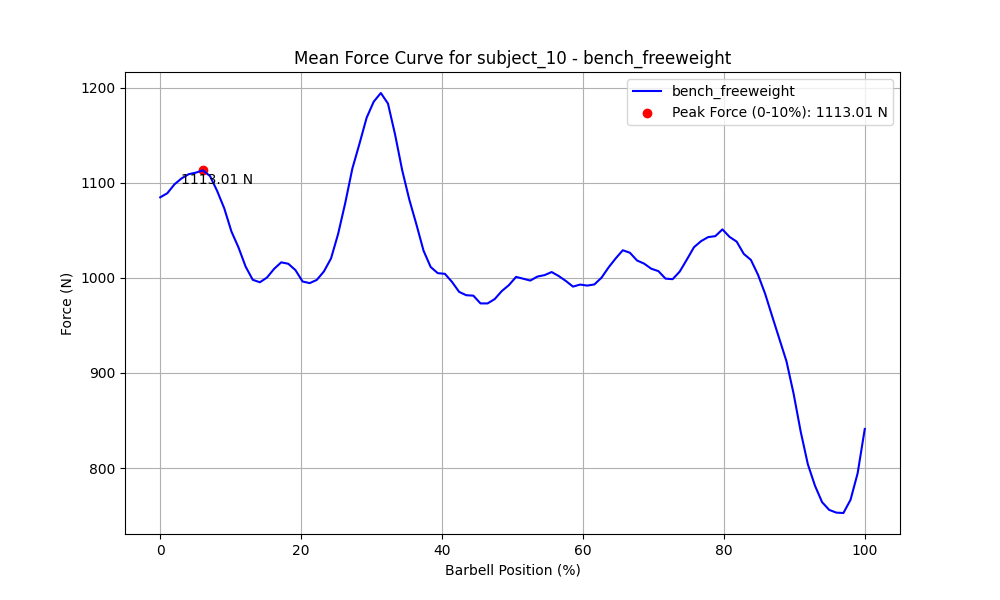 Mean Force Curve for subject_10 - bench_freeweight
bench_freeweight
Peak Force (0-10%): 1113.01 N
1113.01 N
1200
1100
1000
900
800
Force (N)
0 20 40 60 80 100
Barbell Position (%)